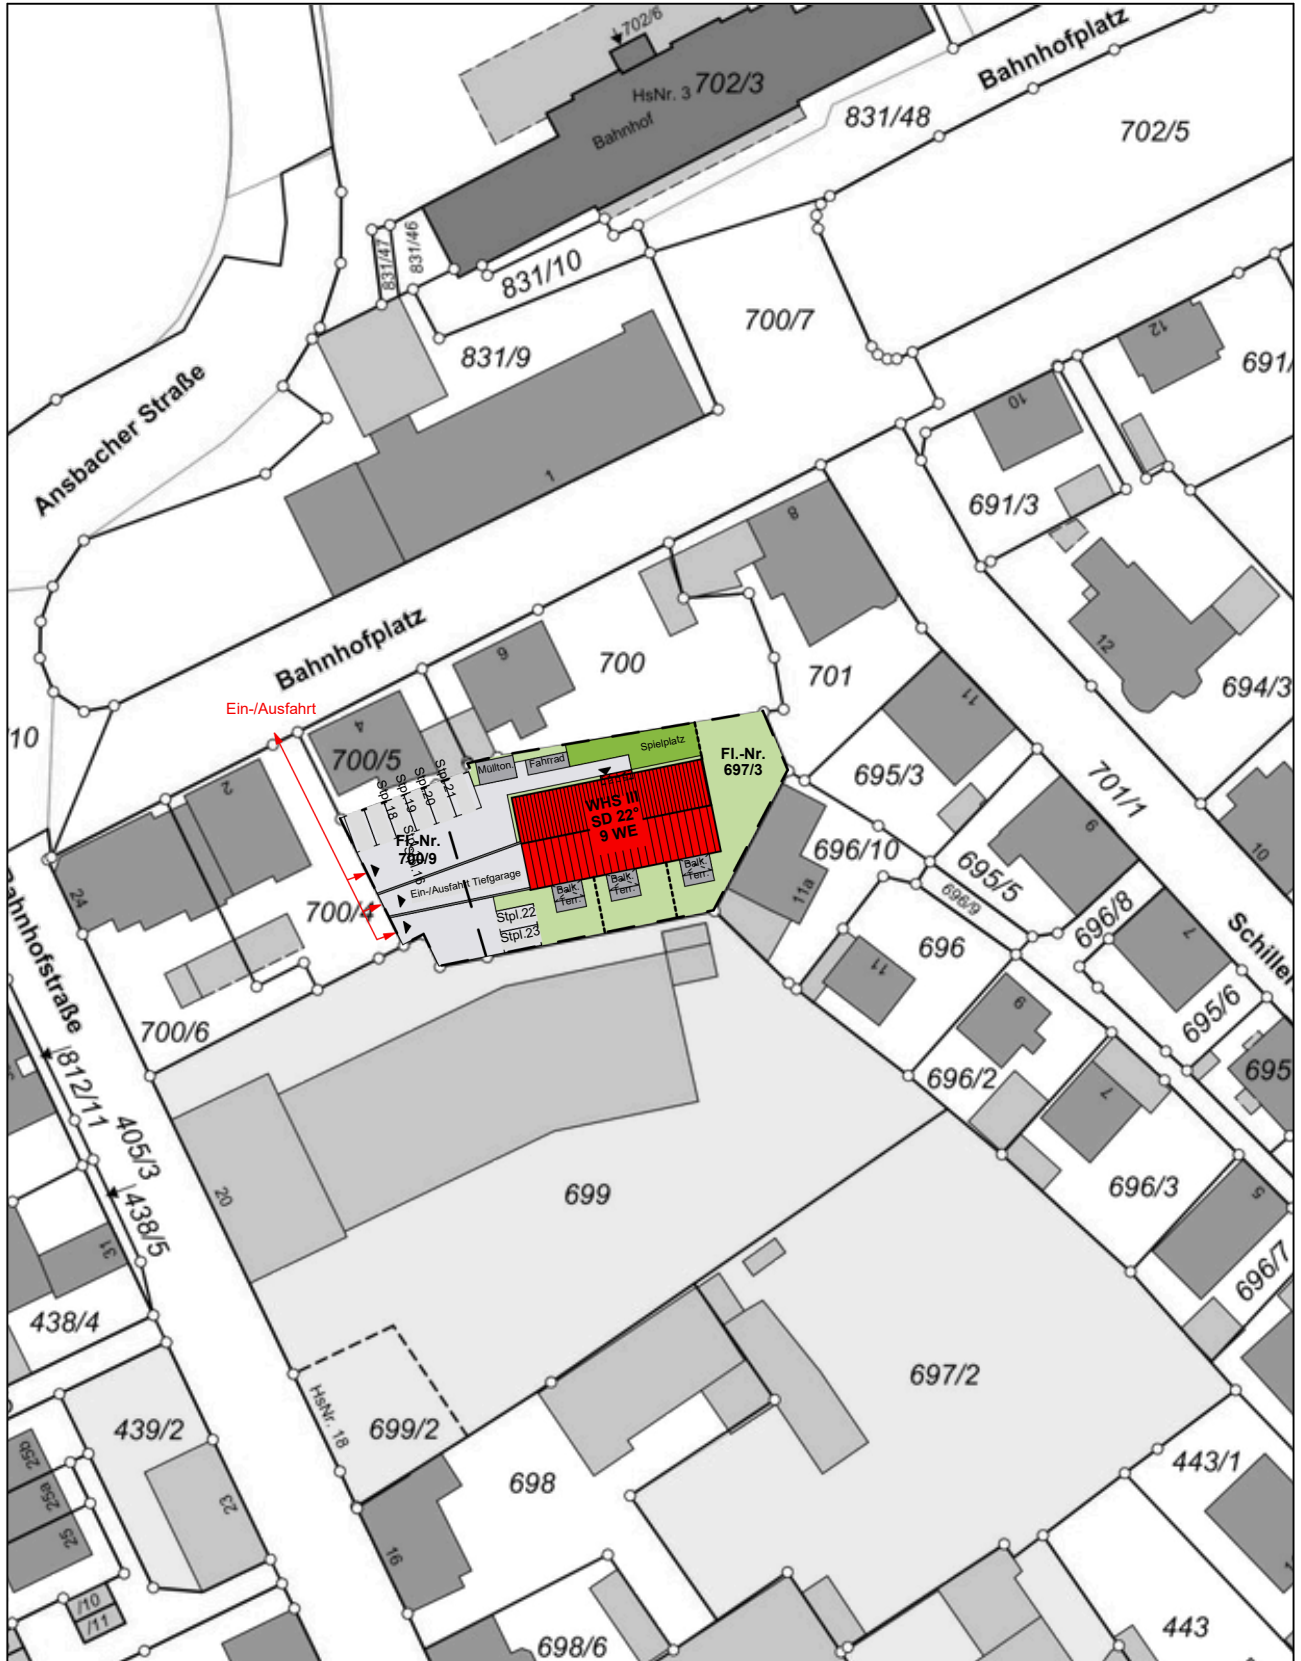 702/6
HsNr. 3
702/3
Bahnhof
Bahnhofplatz
831/48
702/5
831/47
831/46
831/10
831/9
700/7
12
691/
10
691/3
Ansbacher Straße
1
8
12
694/3
Bahnhofplatz
6
700
701
11
Ein-/Ausfahrt
/10
4
700/5
2
Müllton.
Fahrrad
Spielplatz
Fl.-Nr.
697/3
695/3
701/1
Stpl.18
Stpl.19
Stpl.20
Stpl.21
WHS III
SD 22°
9 WE
Fl.-Nr.
700/9
Ein-/Ausfahrt Tiefgarage
Balk.
Terr.
Balk.
Terr.
Balk.
Terr.
Stpl.22
Stpl.23
696/10
11a
695/5
9
10
696/9
696/8
24
700/4
696
11
7
Schiller
9
695/6
700/6
696/2
695
7
ahnhofstraße
812/11
405/3
438/5
20
699
696/3
5
31
696/7
438/4
697/2
HsNr. 18
699/2
439/2
443/1
25b
25a
25
23
698
16
/10
/11
698/6
443